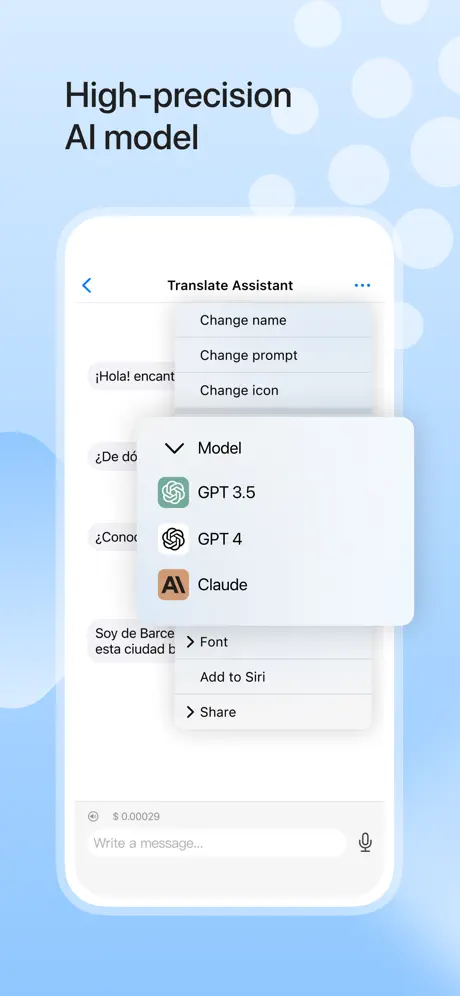 High-precision
AI model
Translate Assistant
Change name
Change prompt
Change icon
¡Hola! encant
¿De dó
¿Conoc
Soy de Barce
esta ciudad b
Model
GPT 3.5
GPT 4
A\
Claude
Font
Add to Siri
Share
$ 0.00029
Write a message...